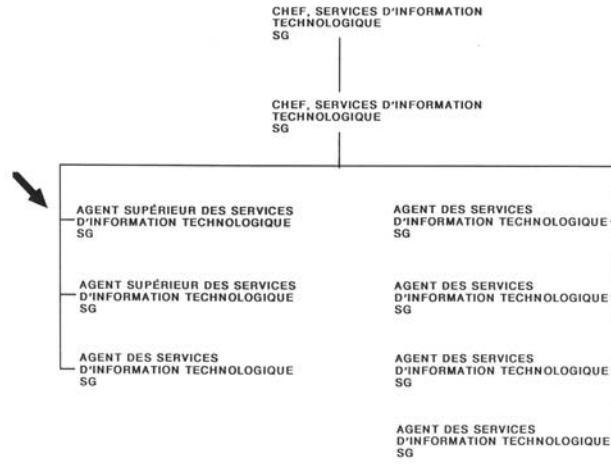 CHEF, SERVICES D'INFORMATION
TECHNOLOGIQUE
SG
CHEF, SERVICES D'INFORMATION
TECHNOLOGIQUE
SG
AGENT SUPÉRIEUR DES SERVICES
D'INFORMATION TECHNOLOGIQUE
SG
AGENT SUPÉRIEUR DES SERVICES
D'INFORMATION TECHNOLOGIQUE
SG
AGENT DES SERVICES
D'INFORMATION TECHNOLOGIQUE
SG
AGENT DES SERVICES
D'INFORMATION TECHNOLOGIQUE
SG
AGENT DES SERVICES
D'INFORMATION TECHNOLOGIQUE
SG
AGENT DES SERVICES
D'INFORMATION TECHNOLOGIQUE
SG
AGENT DES SERVICES
D'INFORMATION TECHNOLOGIQUE
SG